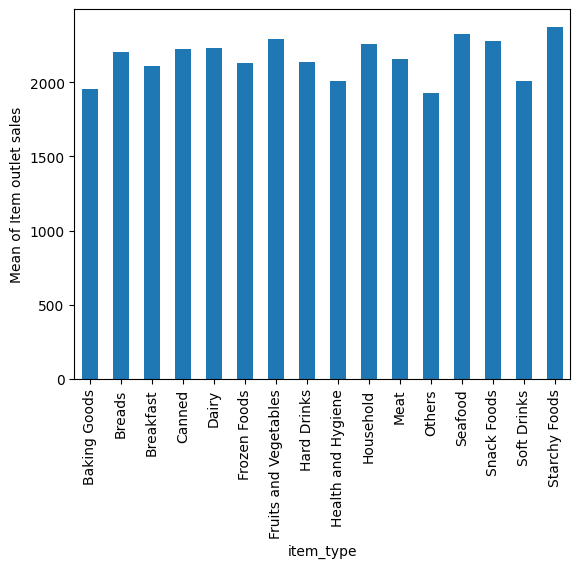 Mean of Item outlet sales
2000
1500
1000
500
0
Baking Goods
Breads
Breakfast
Canned
Dairy
Frozen Foods
Fruits and Vegetables
Hard Drinks
Health and Hygiene
Household
Meat
Others
Seafood
Snack Foods
Soft Drinks
Starchy Foods
item_type